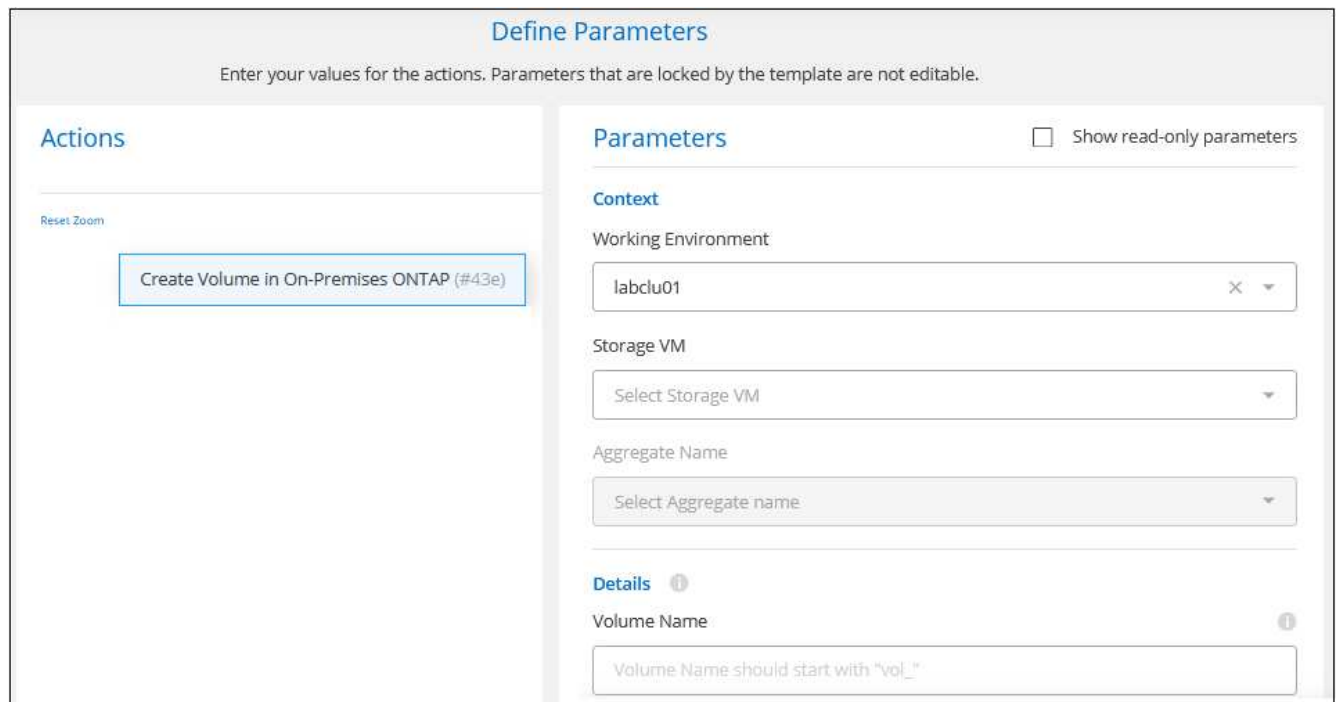 Define Parameters
Enter your values for the actions. Parameters that are locked by the template are not editable.
Actions
Reset Zoom
Create Volume in On-Premises ONTAP (#43e)
Parameters
Show read-only parameters
Context
Working Environment
labclu01
Storage VM
Select Storage VM
Aggregate Name
Select Aggregate name
Details
Volume Name
Volume Name should start with "vol_"